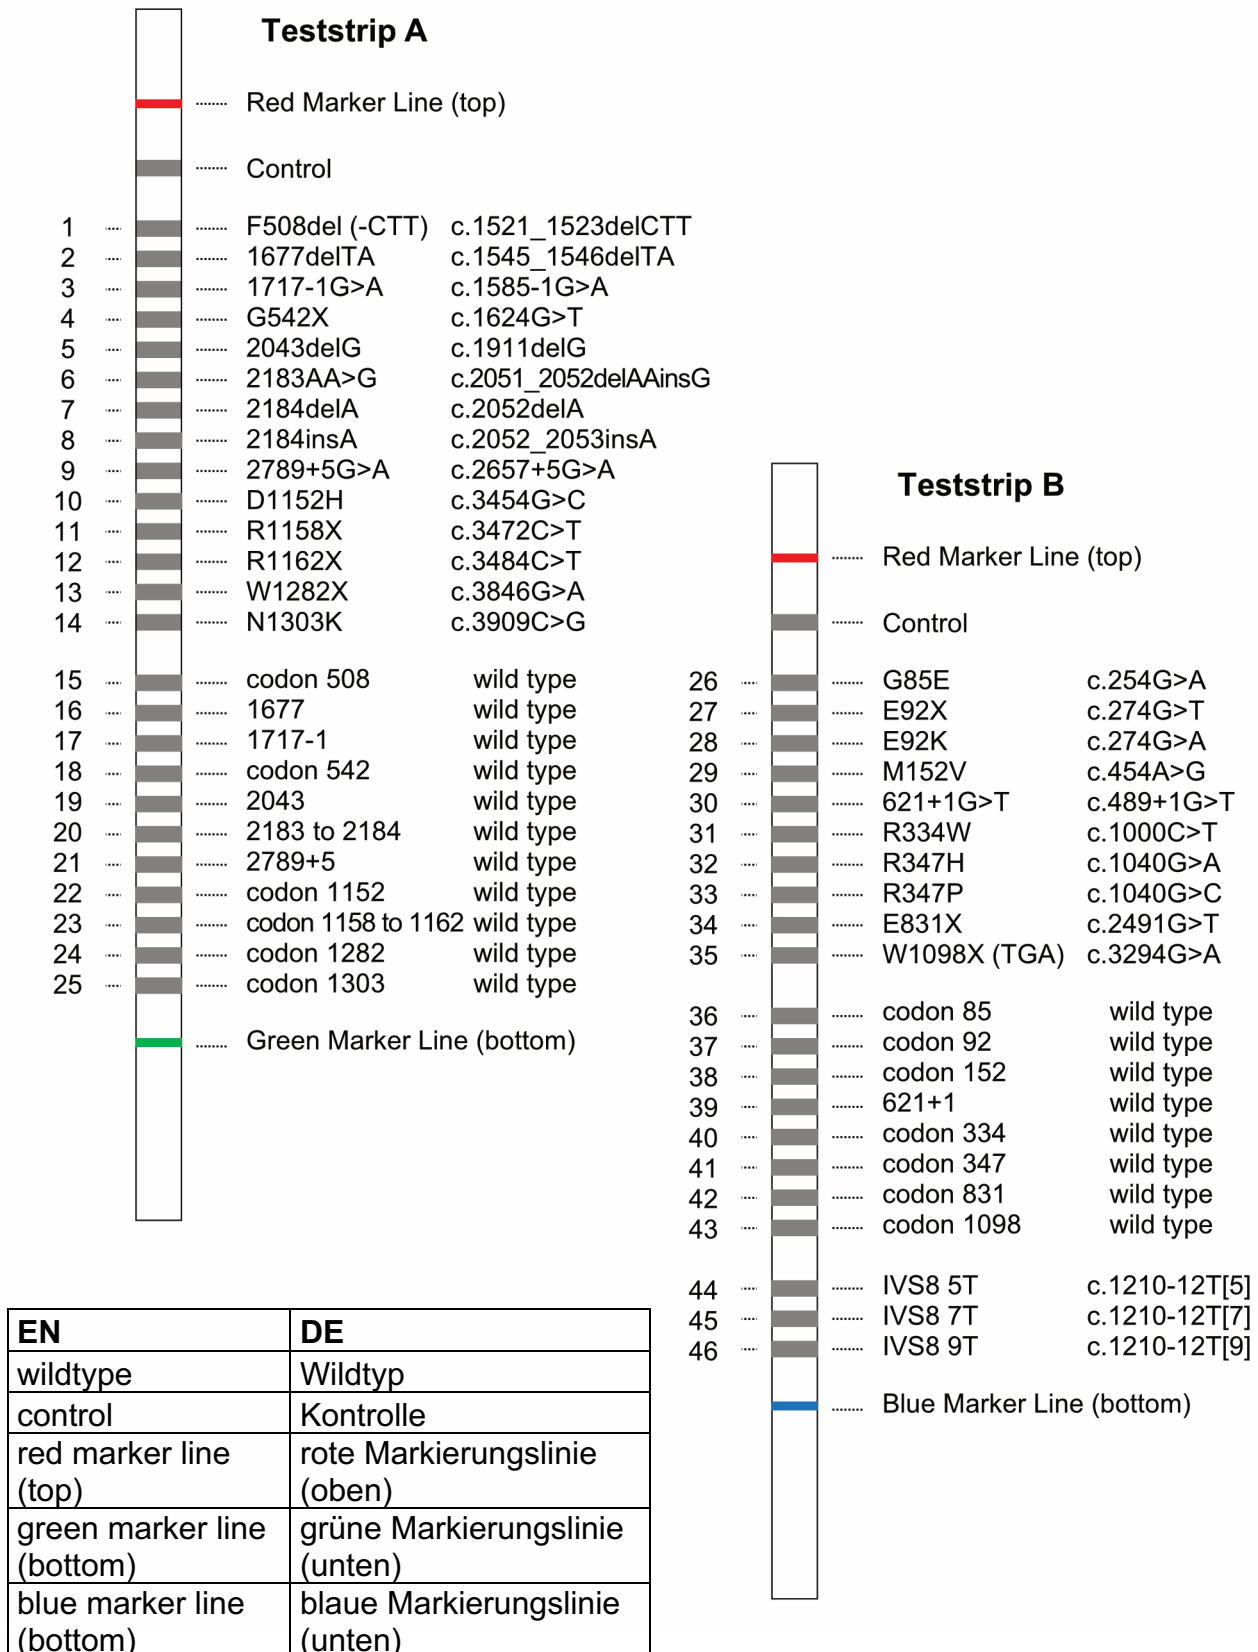 Teststrip A
Red Marker Line (top)
Control
1 F508del (-CTT) c.1521_1523delCTT
2 1677delTA c.1545_1546delTA
3 1717-1G>A c.1585-1G>A
4 G542X c.1624G>T
5 2043delG c.1911delG
6 2183AA>G c.2051_2052delAAinsG
7 2184delA c.2052delA
8 2184insA c.2052_2053insA
9 2789+5G>A c.2657+5G>A
10 D1152H c.3454G>C
11 R1158X c.3472C>T
12 R1162X c.3484C>T
13 W1282X c.3846G>A
14 N1303K c.3909C>G
15 codon 508 wild type
16 1677 wild type
17 1717-1 wild type
18 codon 542 wild type
19 2043 wild type
20 2183 to 2184 wild type
21 2789+5 wild type
22 codon 1152 wild type
23 codon 1158 to 1162 wild type
24 codon 1282 wild type
25 codon 1303 wild type
Green Marker Line (bottom)
Teststrip B
Red Marker Line (top)
Control
26 G85E c.254G>A
27 E92X c.274G>T
28 E92K c.274G>A
29 M152V c.454A>G
30 621+1G>T c.489+1G>T
31 R334W c.1000C>T
32 R347H c.1040G>A
33 R347P c.1040G>C
34 E831X c.2491G>T
35 W1098X (TGA) c.3294G>A
36 codon 85 wild type
37 codon 92 wild type
38 codon 152 wild type
39 621+1 wild type
40 codon 334 wild type
41 codon 347 wild type
42 codon 831 wild type
43 codon 1098 wild type
44 IVS8 5T c.1210-12T[5]
45 IVS8 7T c.1210-12T[7]
46 IVS8 9T c.1210-12T[9]
Blue Marker Line (bottom)
EN DE
wildtype Wildtyp
control Kontrolle
red marker line rote Markierungslinie
(top) (oben)
green marker line grüne Markierungslinie
(bottom) (unten)
blue marker line blaue Markierungslinie
(bottom) (unten)